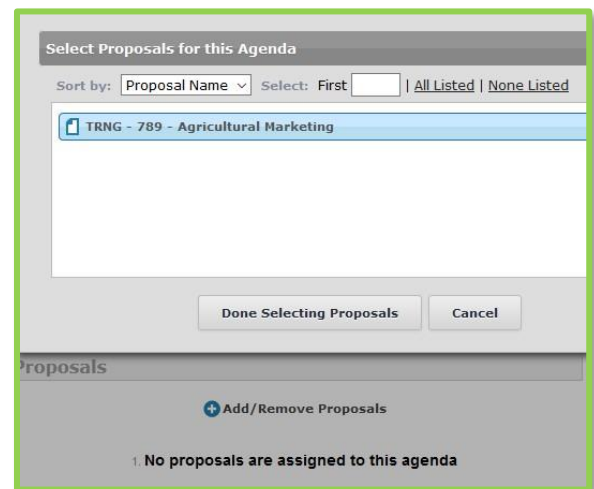 Select Proposals for this Agenda
Sort by: Proposal Name Select: First | All Listed | None Listed
TRNG - 789 - Agricultural Marketing
Done Selecting Proposals Cancel
Proposals
Add/Remove Proposals
1. No proposals are assigned to this agenda